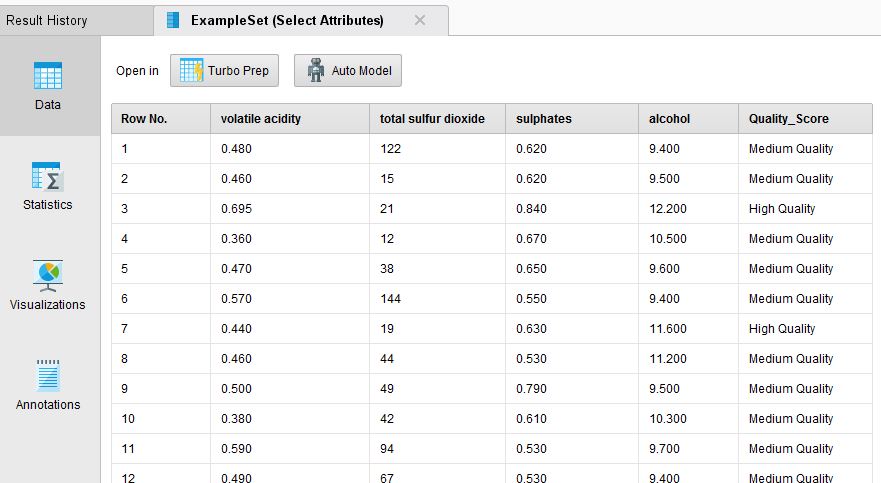 Result History ExampleSet (Select Attributes)
Open in Turbo Prep Auto Model
Data
Statistics
Visualizations
Annotations
Row No. volatile acidity total sulfur dioxide sulphates alcohol Quality_Score
1 0.480 122 0.620 9.400 Medium Quality
2 0.460 15 0.620 9.500 Medium Quality
3 0.695 21 0.840 12.200 High Quality
4 0.360 12 0.670 10.500 Medium Quality
5 0.470 38 0.650 9.600 Medium Quality
6 0.570 144 0.550 9.400 Medium Quality
7 0.440 19 0.630 11.600 High Quality
8 0.460 44 0.530 11.200 Medium Quality
9 0.500 49 0.790 9.500 Medium Quality
10 0.380 42 0.610 10.300 Medium Quality
11 0.590 94 0.530 9.700 Medium Quality
12 0.490 67 0.530 9.400 Medium Quality